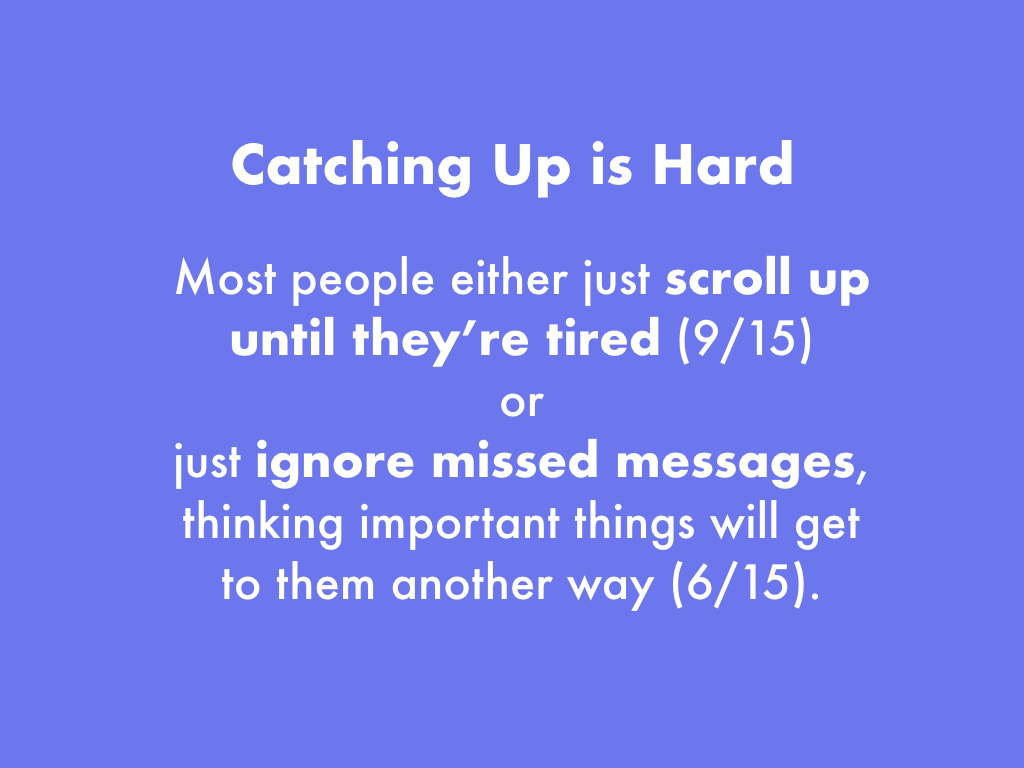 Catching Up is Hard
Most people either just scroll up
until they’re tired (9/15)
or
just ignore missed messages,
thinking important things will get
to them another way (6/15).